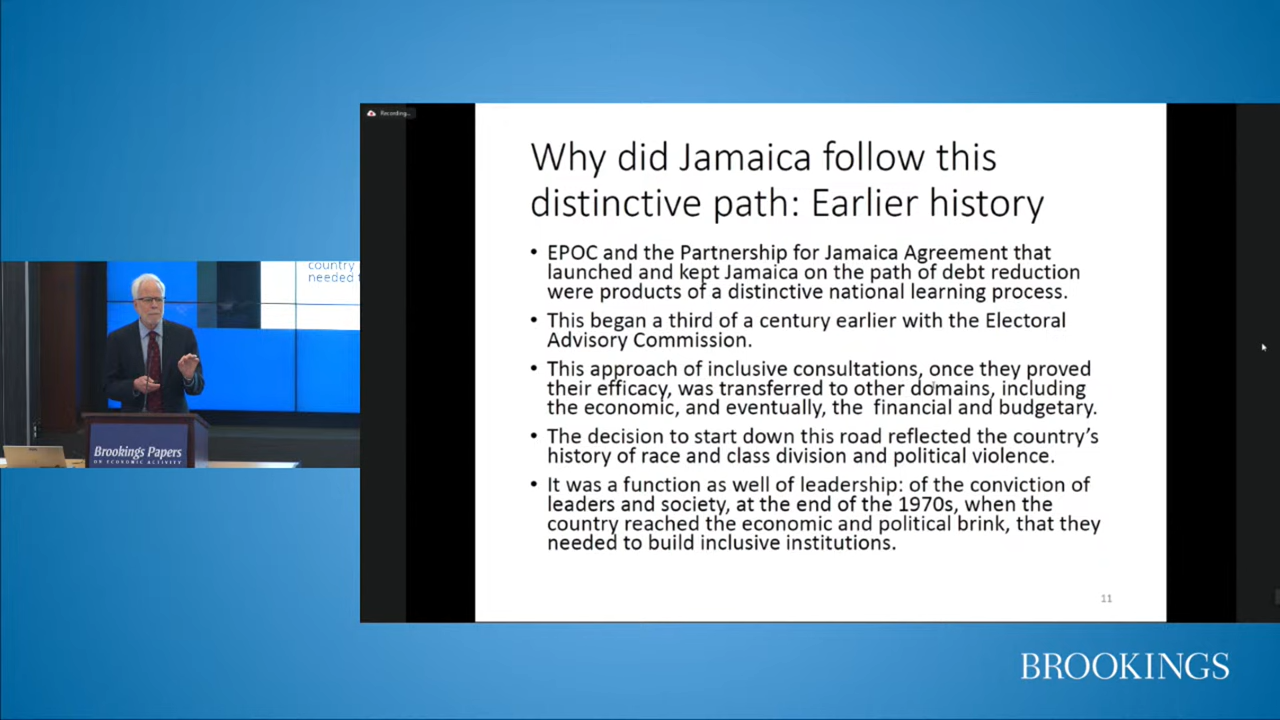 Recording...
Why did Jamaica follow this
distinctive path: Earlier history
• EPOC and the Partnership for Jamaica Agreement that
launched and kept Jamaica on the path of debt reduction
were products of a distinctive national learning process.
• This began a third of a century earlier with the Electoral
Advisory Commission.
• This approach of inclusive consultations, once they proved
their efficacy, was transferred to other domains, including
the economic, and eventually, the financial and budgetary.
• The decision to start down this road reflected the country’s
history of race and class division and political violence.
• It was a function as well of leadership: of the conviction of
leaders and society, at the end of the 1970s, when the
country reached the economic and political brink, that they
needed to build inclusive institutions.
11
country
needed
Brookings Papers
ON ECONOMIC ACTIVITY
BROOKINGS